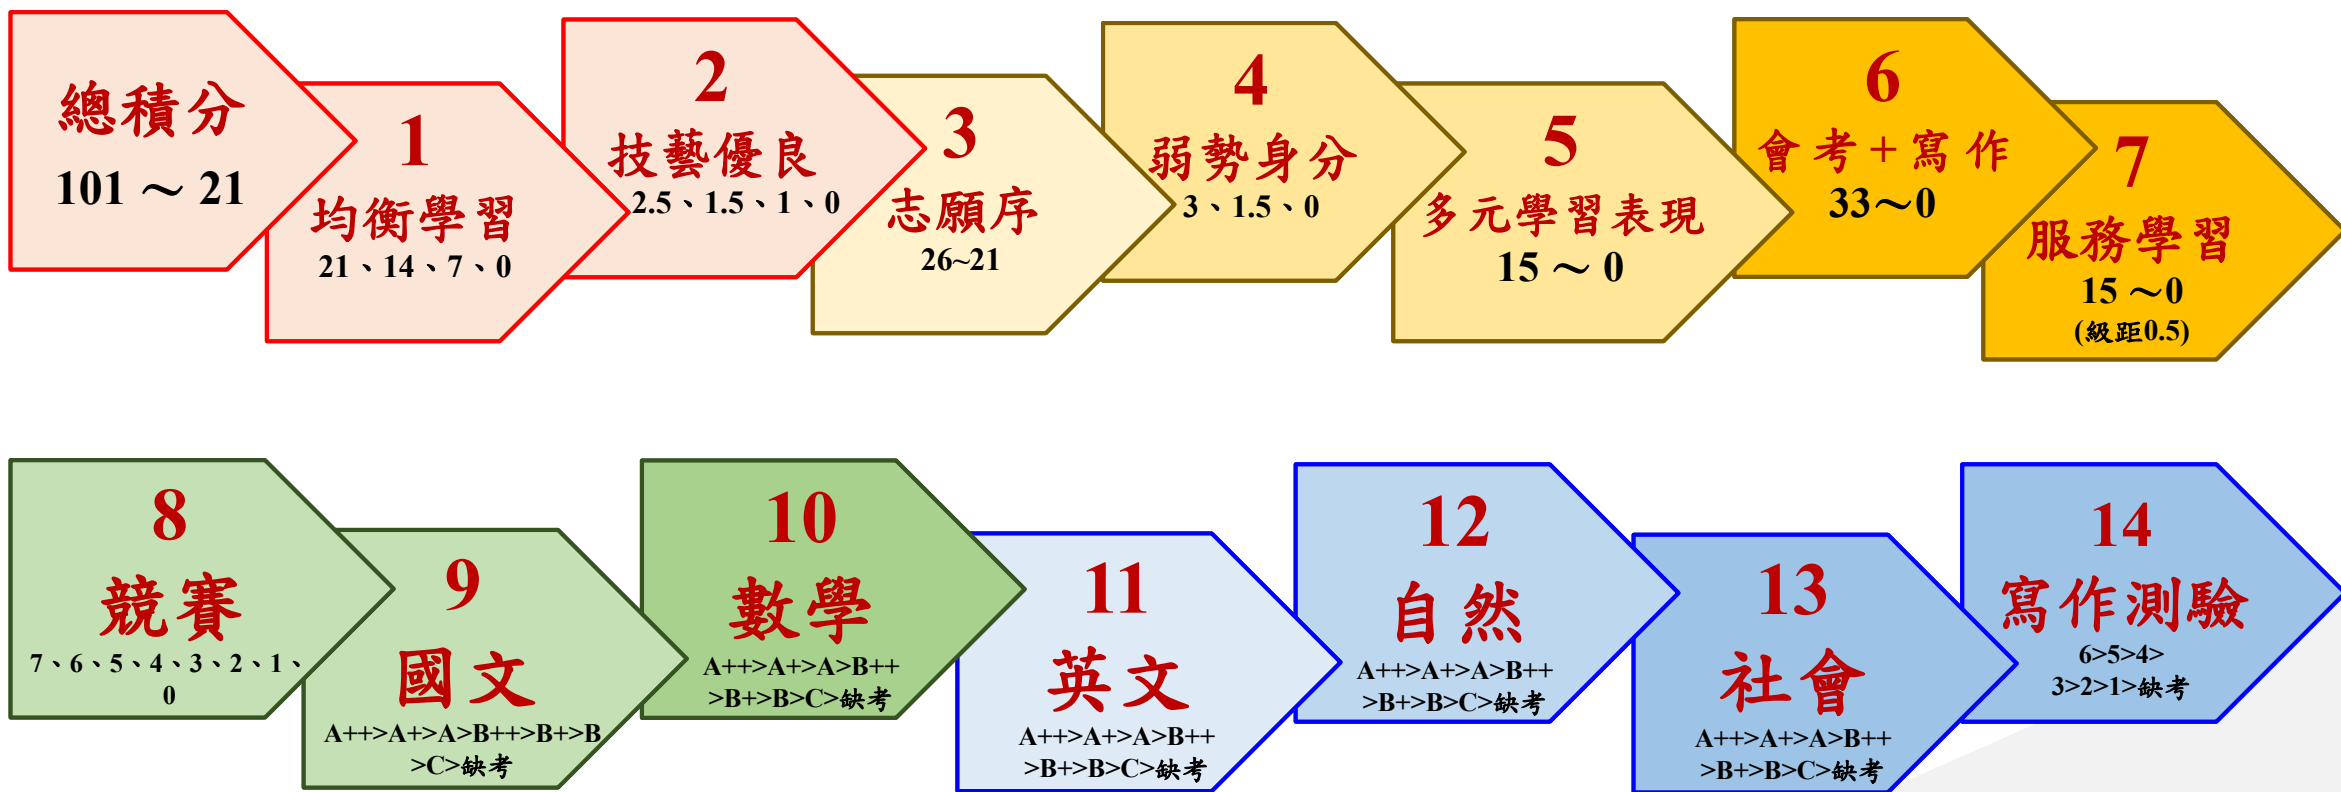 總積分
101 ～ 21
1
均衡學習
21、14、7、0
2
技藝優良
2.5、1.5、1、0
3
志願序
26~21
4
弱勢身分
3、1.5、0
5
多元學習表現
15 ～ 0
6
會考+寫作
33～0
7
服務學習
15 ～0
(級距0.5)
8
競賽
7、6、5、4、3、2、1、
0
9
國文
A++>A+>A>B++>B+>B
>C>缺考
10
數學
A++>A+>A>B++
>B+>B>C>缺考
11
英文
A++>A+>A>B++
>B+>B>C>缺考
12
自然
A++>A+>A>B++
>B+>B>C>缺考
13
社會
A++>A+>A>B++
>B+>B>C>缺考
14
寫作測驗
6>5>4>
3>2>1>缺考